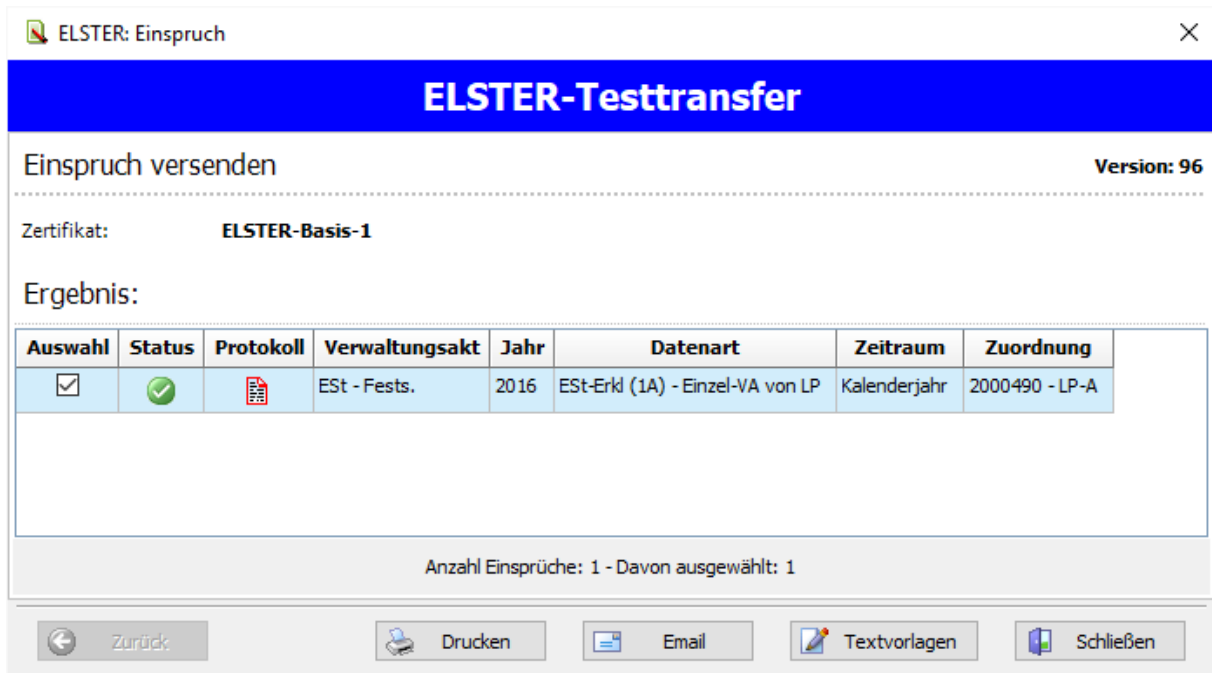 ELSTER: Einspruch
ELSTER-Testtransfer
Einspruch versenden Version: 96
Zertifikat: ELSTER-Basis-1
Ergebnis:
Auswahl Status Protokoll Verwaltungsakt Jahr Datenart Zeitraum Zuordnung
ESt - Fests. 2016 ESt-Erkl (1A) - Einzel-VA von LP Kalenderjahr 2000490 - LP-A
Anzahl Einsprüche: 1 - Davon ausgewählt: 1
Zurück Drucken Email Textvorlagen Schließen